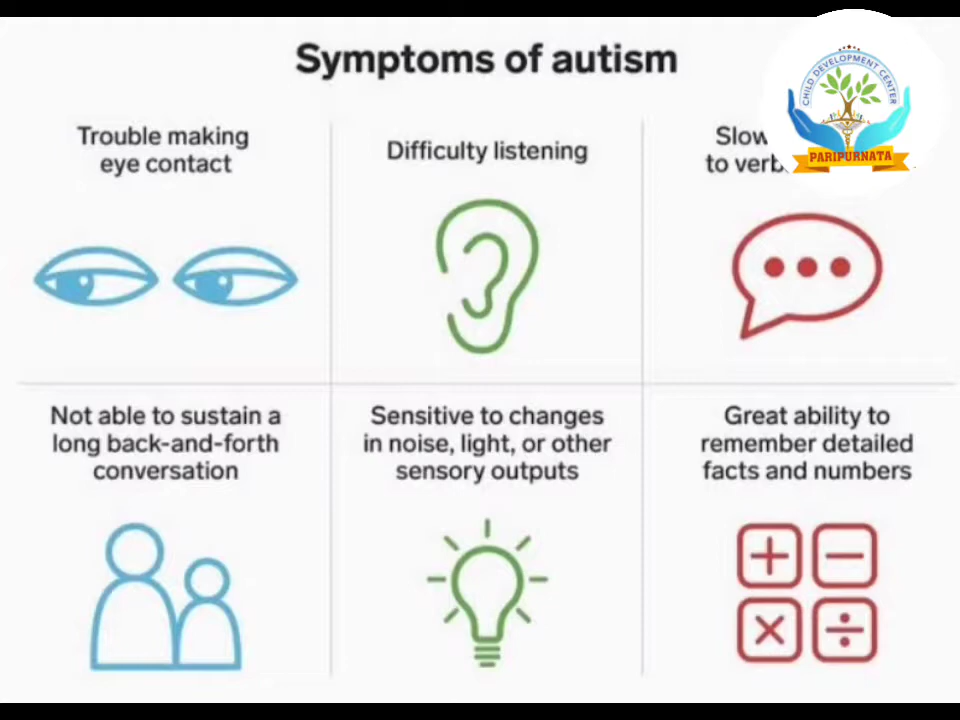 Symptoms of autism
CHILD DEVELOPMENT CENTER
PARIPURNATA
Trouble making
eye contact
Difficulty listening
Slow
to
Not able to sustain a
long back-and-forth
conversation
Sensitive to changes
in noise, light, or other
sensory outputs
Great ability to
remember detailed
facts and numbers